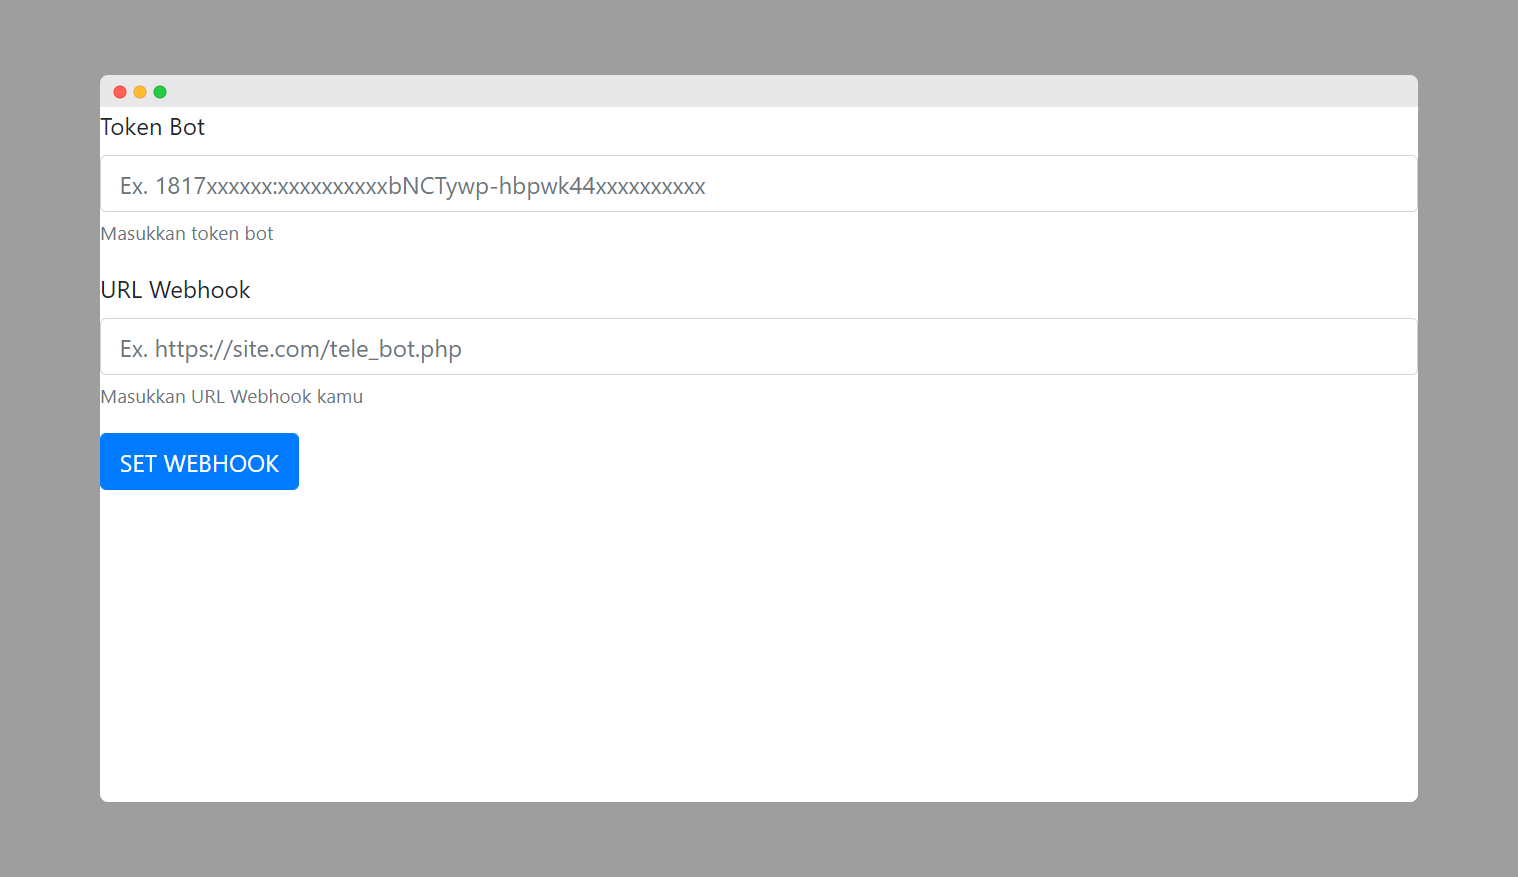 Token Bot
Ex. 1817xxxxxx:xxxxxxxxxxbNCTywp-hbpwk44xxxxxxxxxx
Masukkan token bot
URL Webhook
Ex. https://site.com/tele_bot.php
Masukkan URL Webhook kamu
SET WEBHOOK